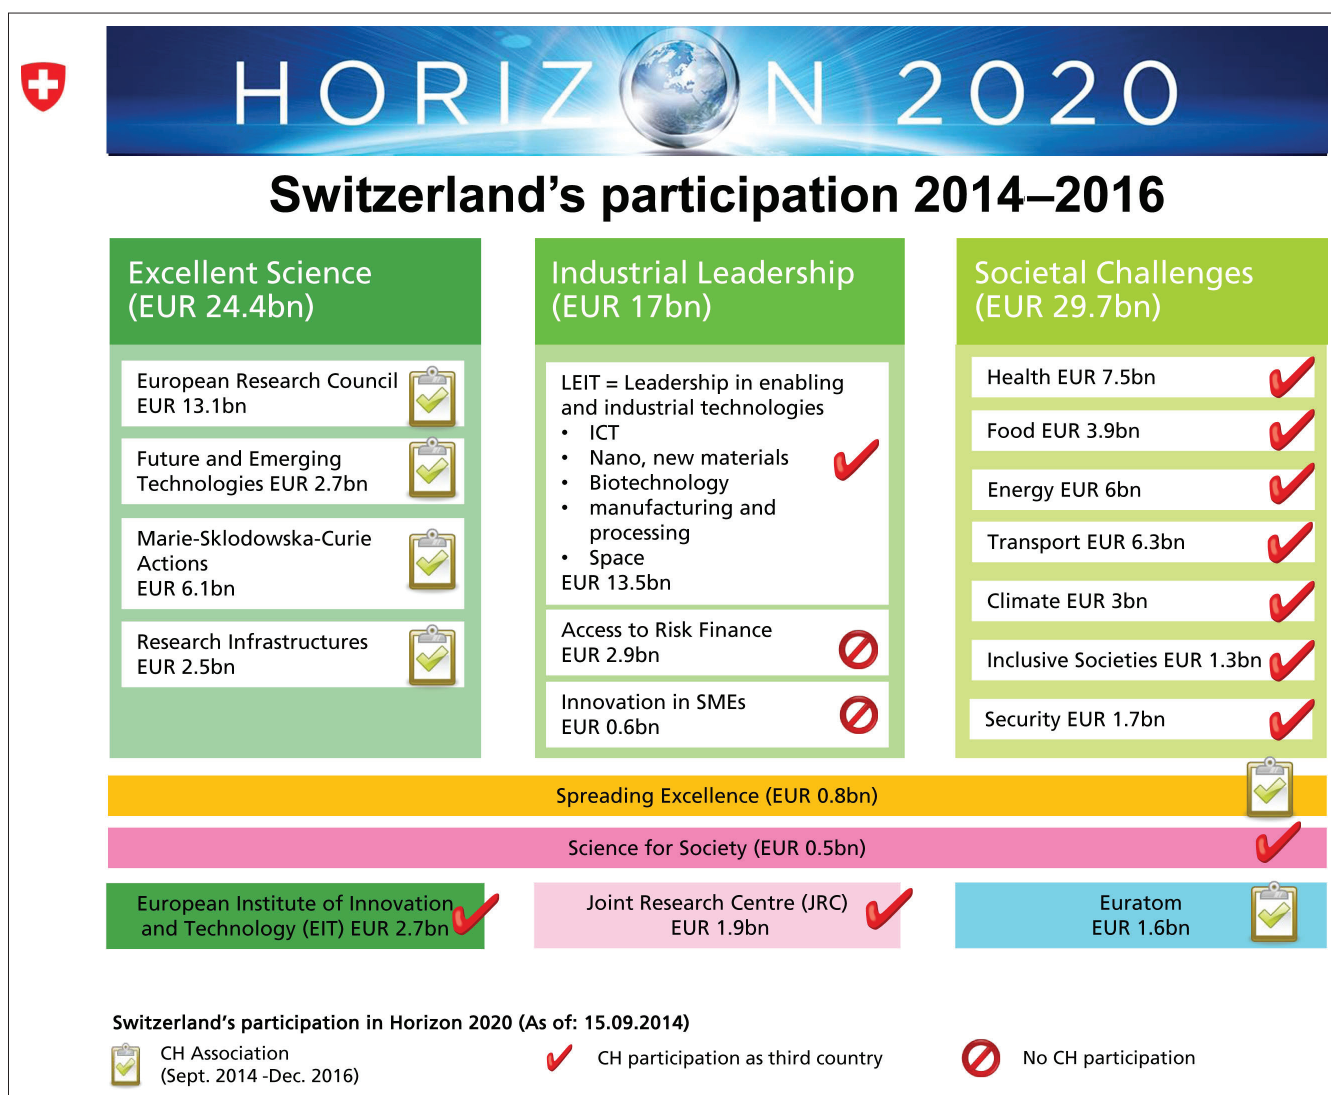 HORIZON 2020
Switzerland’s participation 2014–2016
Excellent Science
(EUR 24.4bn)
European Research Council
EUR 13.1bn
Future and Emerging
Technologies EUR 2.7bn
Marie-Sklodowska-Curie
Actions
EUR 6.1bn
Research Infrastructures
EUR 2.5bn
Industrial Leadership
(EUR 17bn)
LEIT = Leadership in enabling
and industrial technologies
• ICT
• Nano, new materials
• Biotechnology
• manufacturing and
processing
• Space
EUR 13.5bn
Access to Risk Finance
EUR 2.9bn
Innovation in SMEs
EUR 0.6bn
Societal Challenges
(EUR 29.7bn)
Health EUR 7.5bn
Food EUR 3.9bn
Energy EUR 6bn
Transport EUR 6.3bn
Climate EUR 3bn
Inclusive Societies EUR 1.3bn
Security EUR 1.7bn
Spreading Excellence (EUR 0.8bn)
Science for Society (EUR 0.5bn)
European Institute of Innovation
and Technology (EIT) EUR 2.7bn
Joint Research Centre (JRC)
EUR 1.9bn
Euratom
EUR 1.6bn
Switzerland’s participation in Horizon 2020 (As of: 15.09.2014)
CH Association
(Sept. 2014 -Dec. 2016)
CH participation as third country
No CH participation